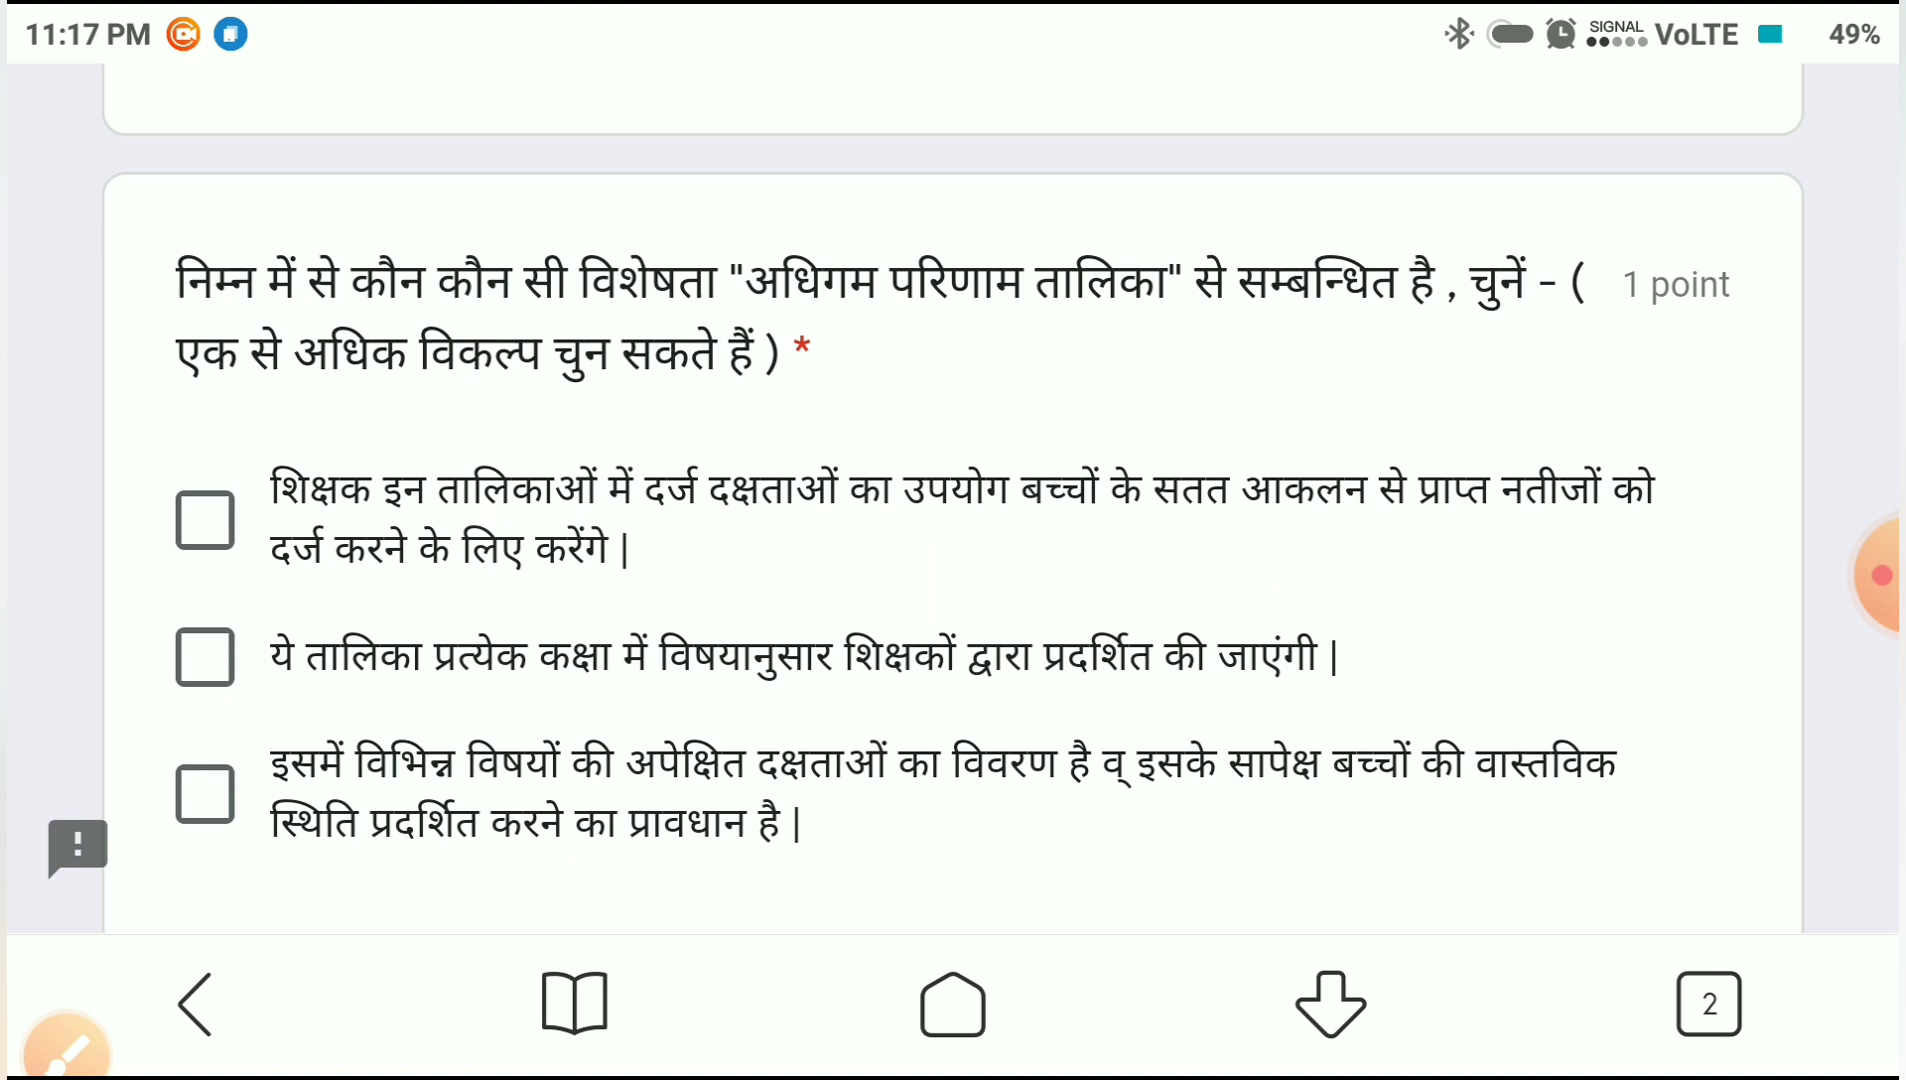 11:17 PM SIGNAL VoLTE 49%
निम्न में से कौन कौन सी विशेषता "अधिगम परिणाम तालिका" से सम्बन्धित है , चुनें - ( 1 point
एक से अधिक विकल्प चुन सकते हैं ) *
शिक्षक इन तालिकाओं में दर्ज दक्षताओं का उपयोग बच्चों के सतत आकलन से प्राप्त नतीजों को
दर्ज करने के लिए करेंगे |
ये तालिका प्रत्येक कक्षा में विषयानुसार शिक्षकों द्वारा प्रदर्शित की जाएंगी |
इसमें विभिन्न विषयों की अपेक्षित दक्षताओं का विवरण है व् इसके सापेक्ष बच्चों की वास्तविक
स्थिति प्रदर्शित करने का प्रावधान है |
!
2